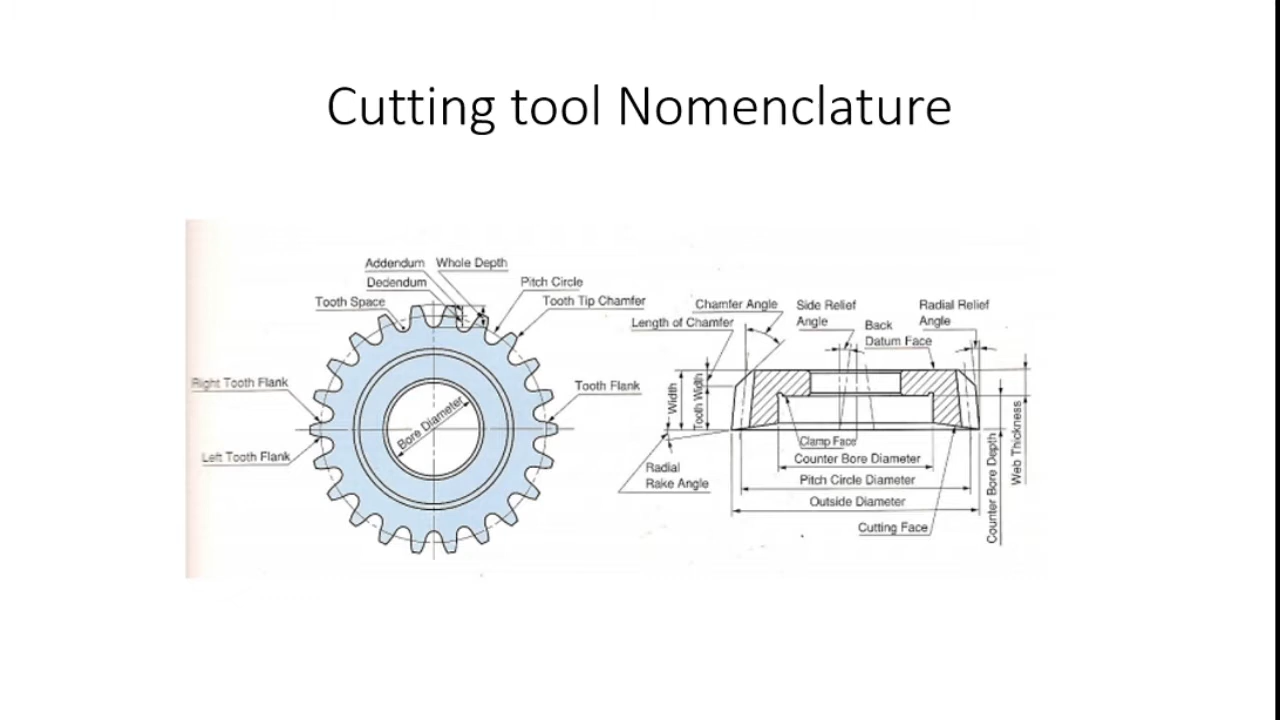 Cutting tool Nomenclature
Addendum
Whole Depth
Dedendum
Pitch Circle
Tooth Space
Tooth Tip Chamfer
Right Tooth Flank
Tooth Flank
Bore Diameter
Left Tooth Flank
Chamfer Angle
Side Relief
Angle
Radial Relief
Angle
Length of Chamfer
Back
Datum Face
Width
Tooth Width
Clamp Face
Counter Bore Diameter
Radial
Rake Angle
Pitch Circle Diameter
Outside Diameter
Cutting Face
Counter Bore Depth
Web Thickness